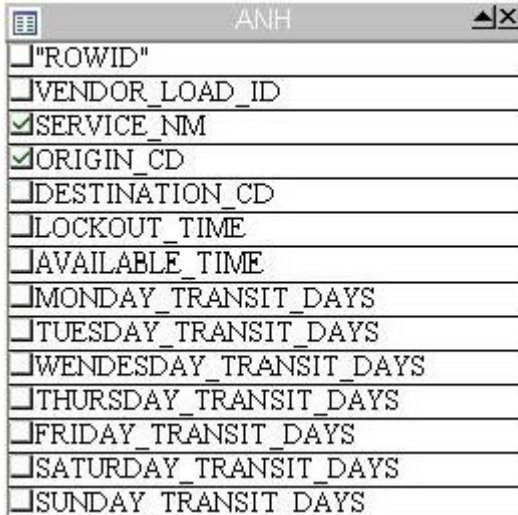 ANH
"ROWID"
VENDOR_LOAD_ID
SERVICE_NM
ORIGIN_CD
DESTINATION_CD
LOCKOUT_TIME
AVAILABLE_TIME
MONDAY_TRANSIT_DAYS
TUESDAY_TRANSIT_DAYS
WENDESDAY_TRANSIT_DAYS
THURSDAY_TRANSIT_DAYS
FRIDAY_TRANSIT_DAYS
SATURDAY_TRANSIT_DAYS
SUNDAY_TRANSIT_DAYS